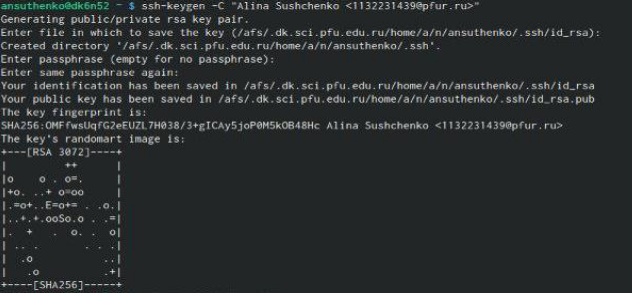 ansuthenko@dk6n52 ~ $ ssh-keygen -C "Alina Sushchenko <1132231439@pfur.ru>"
Generating public/private rsa key pair.
Enter file in which to save the key (/afs/.dk.sci.pfu.edu.ru/home/a/n/ansuthenko/.ssh/id_rsa):
Created directory '/afs/.dk.sci.pfu.edu.ru/home/a/n/ansuthenko/.ssh'.
Enter passphrase (empty for no passphrase):
Enter same passphrase again:
Your identification has been saved in /afs/.dk.sci.pfu.edu.ru/home/a/n/ansuthenko/.ssh/id_rsa
Your public key has been saved in /afs/.dk.sci.pfu.edu.ru/home/a/n/ansuthenko/.ssh/id_rsa.pub
The key fingerprint is:
SHA256:OMFfwsUqfG2eEUZL7H038/3+gICAy5joP0M5kOB48Hc Alina Sushchenko <1132231439@pfur.ru>
The key's randomart image is:
+---[RSA 3072]----+
|         ++      |
|o    o . o=.     |
|+o. ..+ o=oo     |
|.=o+..E=o+= . .o.|
|..+.+.ooSo.o . .=|
|.  +   . o.  . o|
| .. .      . . .|
|  .o           ..|
|   .o          .+|
+----[SHA256]-----+